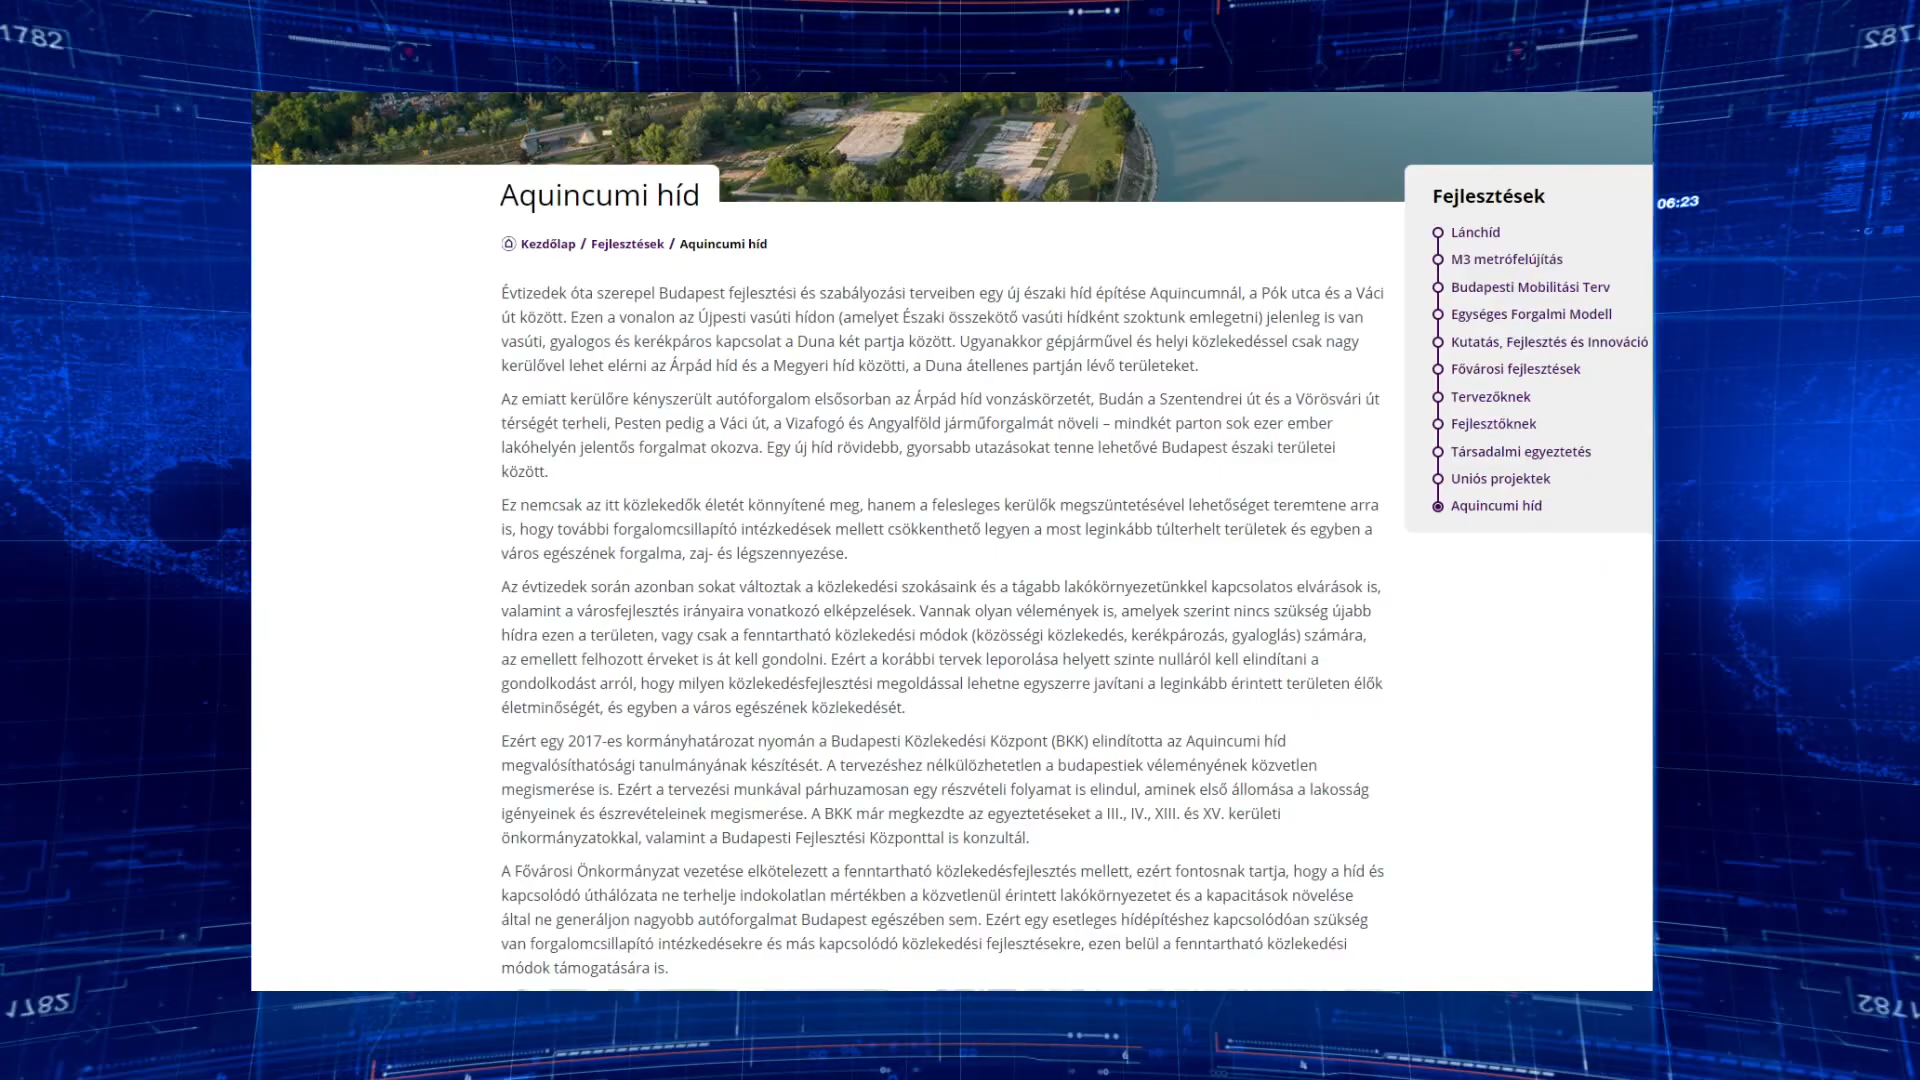 1782
Aquincumi híd
Kezdőlap / Fejlesztések / Aquincumi híd
Évtizedek óta szerepel Budapest fejlesztési és szabályozási terveiben egy új északi híd építése Aquincumnál, a Pók utca és a Váci
út között. Ezen a vonalon az Újpesti vasúti hídon (amelyet Északi összekötő vasúti hídként szoktunk emlegetni) jelenleg is van
vasúti, gyalogos és kerékpáros kapcsolat a Duna két partja között. Ugyanakkor gépjárművel és helyi közlekedéssel csak nagy
kerülővel lehet elérni az Árpád híd és a Megyeri híd közötti, a Duna átellenes partján lévő területeket.
Az emiatt kerülőre kényszerült autóforgalom elsősorban az Árpád híd vonzáskörzetét, Budán a Szentendrei út és a Vörösvári út
térségét terheli, Pesten pedig a Váci út, a Vizafogó és Angyalföld járműforgalmát növeli – mindkét parton sok ezer ember
lakóhelyén jelentős forgalmat okozva. Egy új híd rövidebb, gyorsabb utazásokat tenne lehetővé Budapest északi területei
között.
Ez nemcsak az itt közlekedők életét könnyítené meg, hanem a felesleges kerülők megszüntetésével lehetőséget teremtene arra
is, hogy további forgalomcsillapító intézkedések mellett csökkenthető legyen a most leginkább túlterhelt területek és egyben a
város egészének forgalma, zaj- és légszennyezése.
Az évtizedek során azonban sokat változtak a közlekedési szokásaink és a tágabb lakókörnyezetünkkel kapcsolatos elvárások is,
valamint a városfejlesztés irányaira vonatkozó elképzelések. Vannak olyan vélemények is, amelyek szerint nincs szükség újabb
hídra ezen a területen, vagy csak a fenntartható közlekedési módok (közösségi közlekedés, kerékpározás, gyaloglás) számára,
az emellett felhozott érveket is át kell gondolni. Ezért a korábbi tervek leporolása helyett szinte nulláról kell elindítani a
gondolkodást arról, hogy milyen közlekedésfejlesztési megoldással lehetne egyszerre javítani a leginkább érintett területen élők
életminőségét, és egyben a város egészének közlekedését.
Ezért egy 2017-es kormányhatározat nyomán a Budapesti Közlekedési Központ (BKK) elindította az Aquincumi híd
megvalósíthatósági tanulmányának készítését. A tervezéshez nélkülözhetetlen a budapestiek véleményének közvetlen
megismerése is. Ezért a tervezési munkával párhuzamosan egy részvételi folyamat is elindul, aminek első állomása a lakosság
igényeinek és észrevételeinek megismerése. A BKK már megkezdte az egyeztetéseket a III., IV., XIII. és XV. kerületi
önkormányzatokkal, valamint a Budapesti Fejlesztési Központtal is konzultál.
A Fővárosi Önkormányzat vezetése elkötelezett a fenntartható közlekedésfejlesztés mellett, ezért fontosnak tartja, hogy a híd és
kapcsolódó úthálózata ne terhelje indokolatlan mértékben a közvetlenül érintett lakókörnyezetet és a kapacitások növelése
által ne generáljon nagyobb autóforgalmat Budapest egészében sem. Ezért egy esetleges hídépítéshez kapcsolódóan szükség
van forgalomcsillapító intézkedésekre és más kapcsolódó közlekedési fejlesztésekre, ezen belül a fenntartható közlekedési
módok támogatására is.
Fejlesztések
Lánchíd
M3 metrófelújítás
Budapesti Mobilitási Terv
Egységes Forgalmi Modell
Kutatás, Fejlesztés és Innováció
Fővárosi fejlesztések
Tervezőknek
Fejlesztőknek
Társadalmi egyeztetés
Uniós projektek
Aquincumi híd
06:23
1782